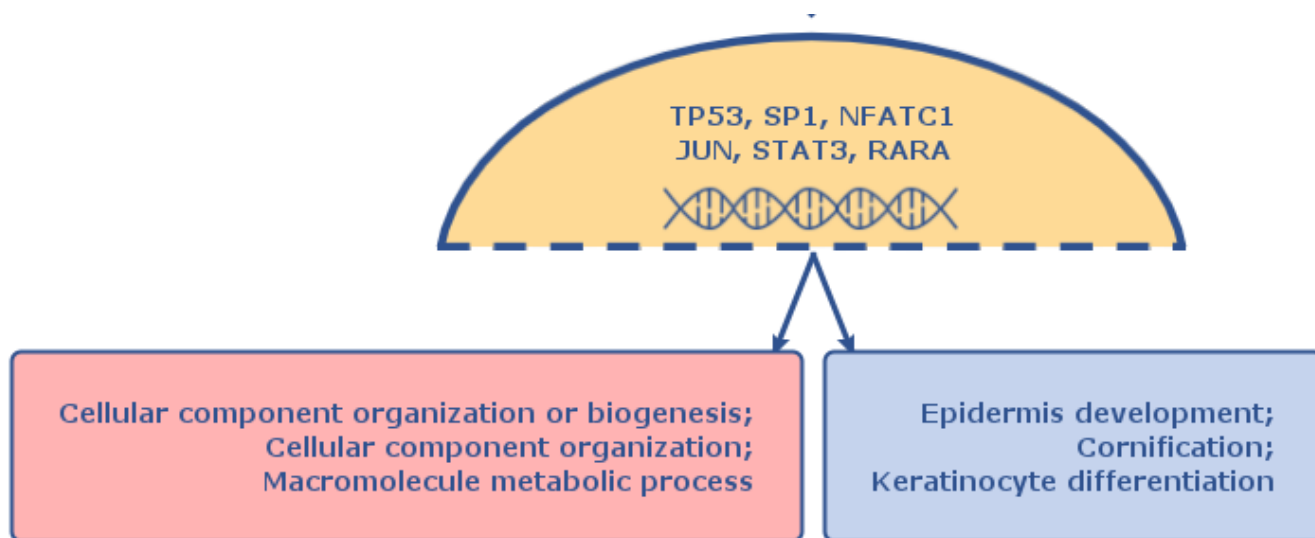 TP53, SP1, NFATC1
JUN, STAT3, RARA
Cellular component organization or biogenesis;
Cellular component organization;
Macromolecule metabolic process
Epidermis development;
Cornification;
Keratinocyte differentiation